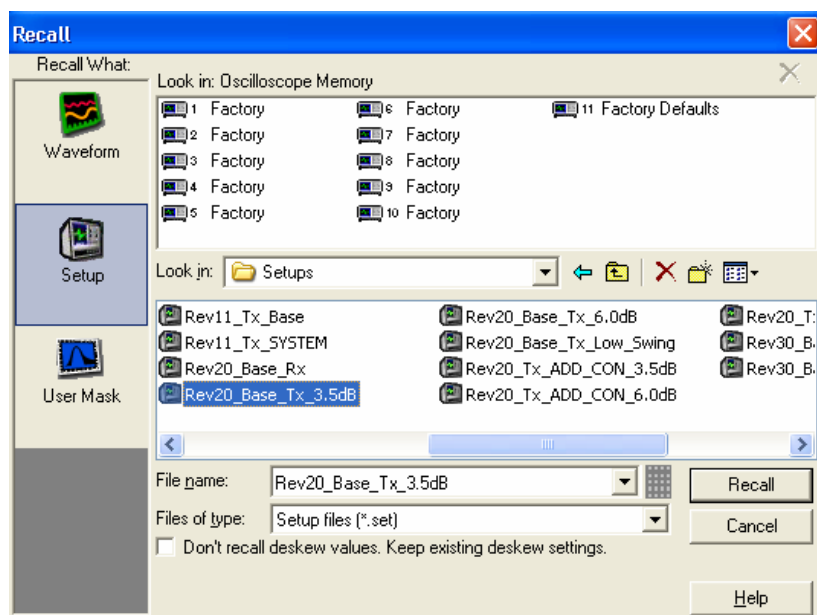 Recall
Recall What:
Waveform
Setup
User Mask
Look in: Oscilloscope Memory
1 Factory
2 Factory
3 Factory
4 Factory
5 Factory
6 Factory
7 Factory
8 Factory
9 Factory
10 Factory
11 Factory Defaults
Look in: Setups
Rev11_Tx_Base
Rev11_Tx_SYSTEM
Rev20_Base_Rx
Rev20_Base_Tx_3.5dB
Rev20_Base_Tx_6.0dB
Rev20_Base_Tx_Low_Swing
Rev20_Tx_ADD_CON_3.5dB
Rev20_Tx_ADD_CON_6.0dB
Rev20_T
Rev30_B
Rev30_B
File name: Rev20_Base_Tx_3.5dB
Recall
Files of type: Setup files (*.set)
Cancel
Don't recall deskew values. Keep existing deskew settings.
Help